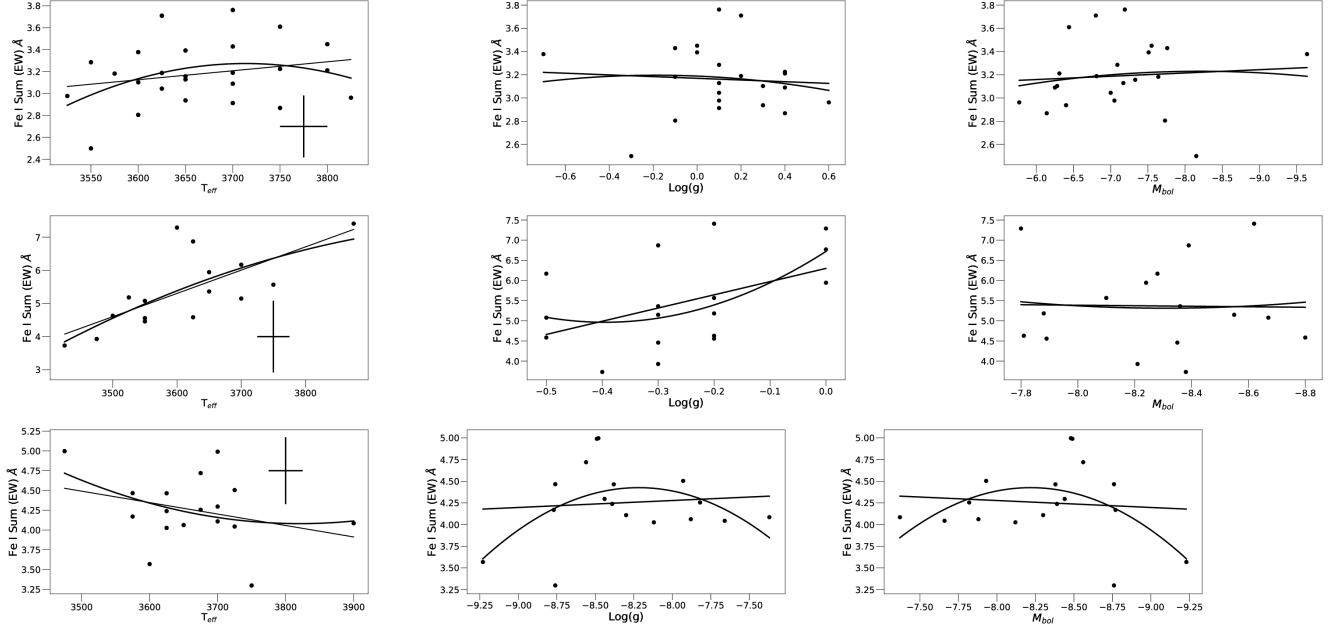 Fe I Sum (EW) Å
3.8
3.6
3.4
3.2
3.0
2.8
2.6
2.4
3550 3600 3650 3700 3750 3800
T_eff
Fe I Sum (EW) Å
3.8
3.6
3.4
3.2
3.0
2.8
2.6
−0.6 −0.4 −0.2 0.0 0.2 0.4 0.6
Log(g)
Fe I Sum (EW) Å
3.8
3.6
3.4
3.2
3.0
2.8
2.6
−6.0 −6.5 −7.0 −7.5 −8.0 −8.5 −9.0 −9.5
M_bol
Fe I Sum (EW) Å
7
6
5
4
3
3500 3600 3700 3800
T_eff
Fe I Sum (EW) Å
7.5
7.0
6.5
6.0
5.5
5.0
4.5
4.0
−0.5 −0.4 −0.3 −0.2 −0.1 0.0
Log(g)
Fe I Sum (EW) Å
7.5
7.0
6.5
6.0
5.5
5.0
4.5
4.0
−7.8 −8.0 −8.2 −8.4 −8.6 −8.8
M_bol
Fe I Sum (EW) Å
5.25
5.00
4.75
4.50
4.25
4.00
3.75
3.50
3.25
3500 3600 3700 3800 3900
T_eff
Fe I Sum (EW) Å
5.00
4.75
4.50
4.25
4.00
3.75
3.50
3.25
−9.25 −9.00 −8.75 −8.50 −8.25 −8.00 −7.75 −7.50
Log(g)
Fe I Sum (EW) Å
5.00
4.75
4.50
4.25
4.00
3.75
3.50
3.25
−7.50 −7.75 −8.00 −8.25 −8.50 −8.75 −9.00 −9.25
M_bol